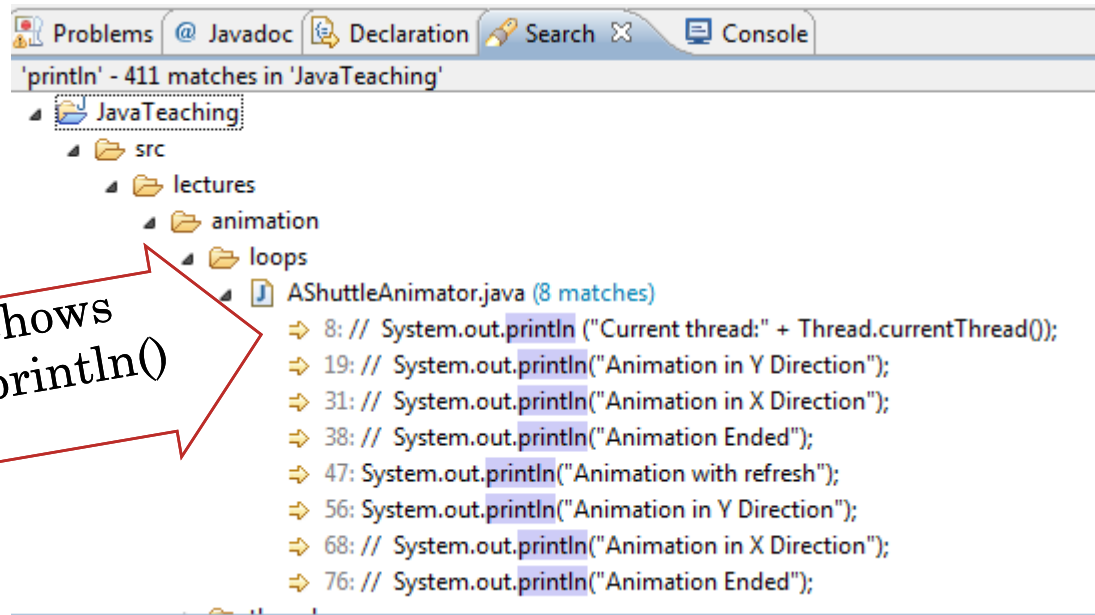 Problems @ Javadoc Declaration Search Console
'println' - 411 matches in 'JavaTeaching'
JavaTeaching
src
lectures
animation
loops
AShuttleAnimator.java (8 matches)
8: // System.out.println ("Current thread:" + Thread.currentThread());
19: // System.out.println("Animation in Y Direction");
31: // System.out.println("Animation in X Direction");
38: // System.out.println("Animation Ended");
47: System.out.println("Animation with refresh");
56: System.out.println("Animation in Y Direction");
68: // System.out.println("Animation in X Direction");
76: // System.out.println("Animation Ended");
hows
println()